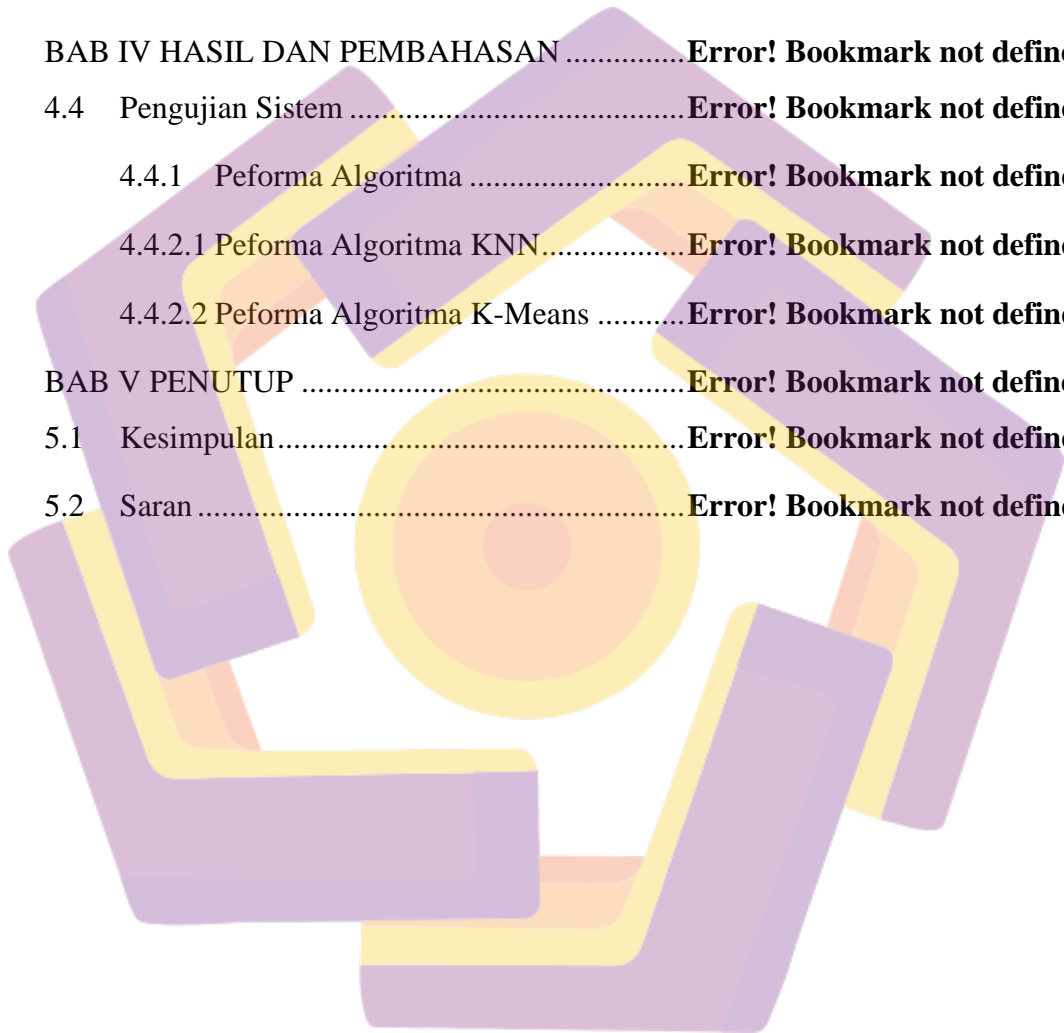 BAB IV HASIL DAN PEMBAHASAN ............... Error! Bookmark not define
4.4 Pengujian Sistem .......................................... Error! Bookmark not define
4.4.1 Peforma Algoritma ........................... Error! Bookmark not define
4.4.2.1 Peforma Algoritma KNN.................. Error! Bookmark not define
4.4.2.2 Peforma Algoritma K-Means ........... Error! Bookmark not define
BAB V PENUTUP ................................................ Error! Bookmark not define
5.1 Kesimpulan................................................... Error! Bookmark not define
5.2 Saran ............................................................. Error! Bookmark not define